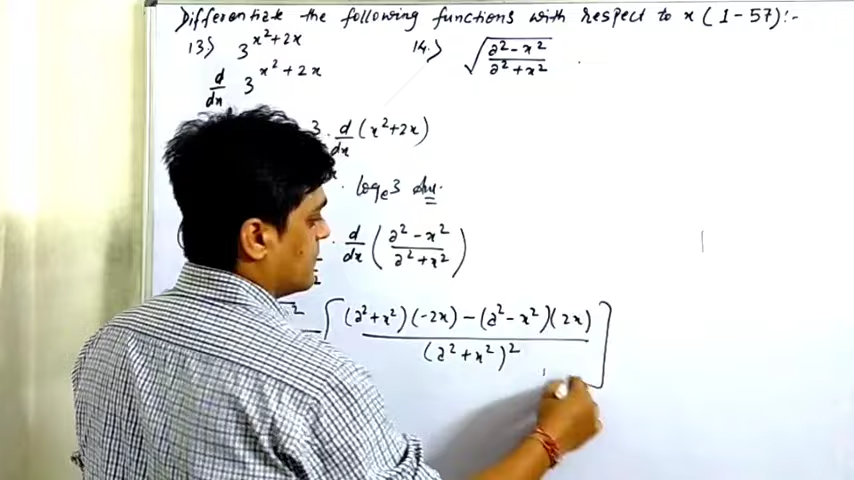 Differentiate the following functions with respect to x (1-57):-
13) 3^{x²+2x} 14.) √((a²-x²)/(a²+x²))
d/dx 3^{x²+2x}
3 · d/dx (x²+2x)
· logₑ3 Ans.
· d/dx ((a²-x²)/(a²+x²))
[((a²+x²)(-2x)-(a²-x²)(2x))/(a²+x²)²]